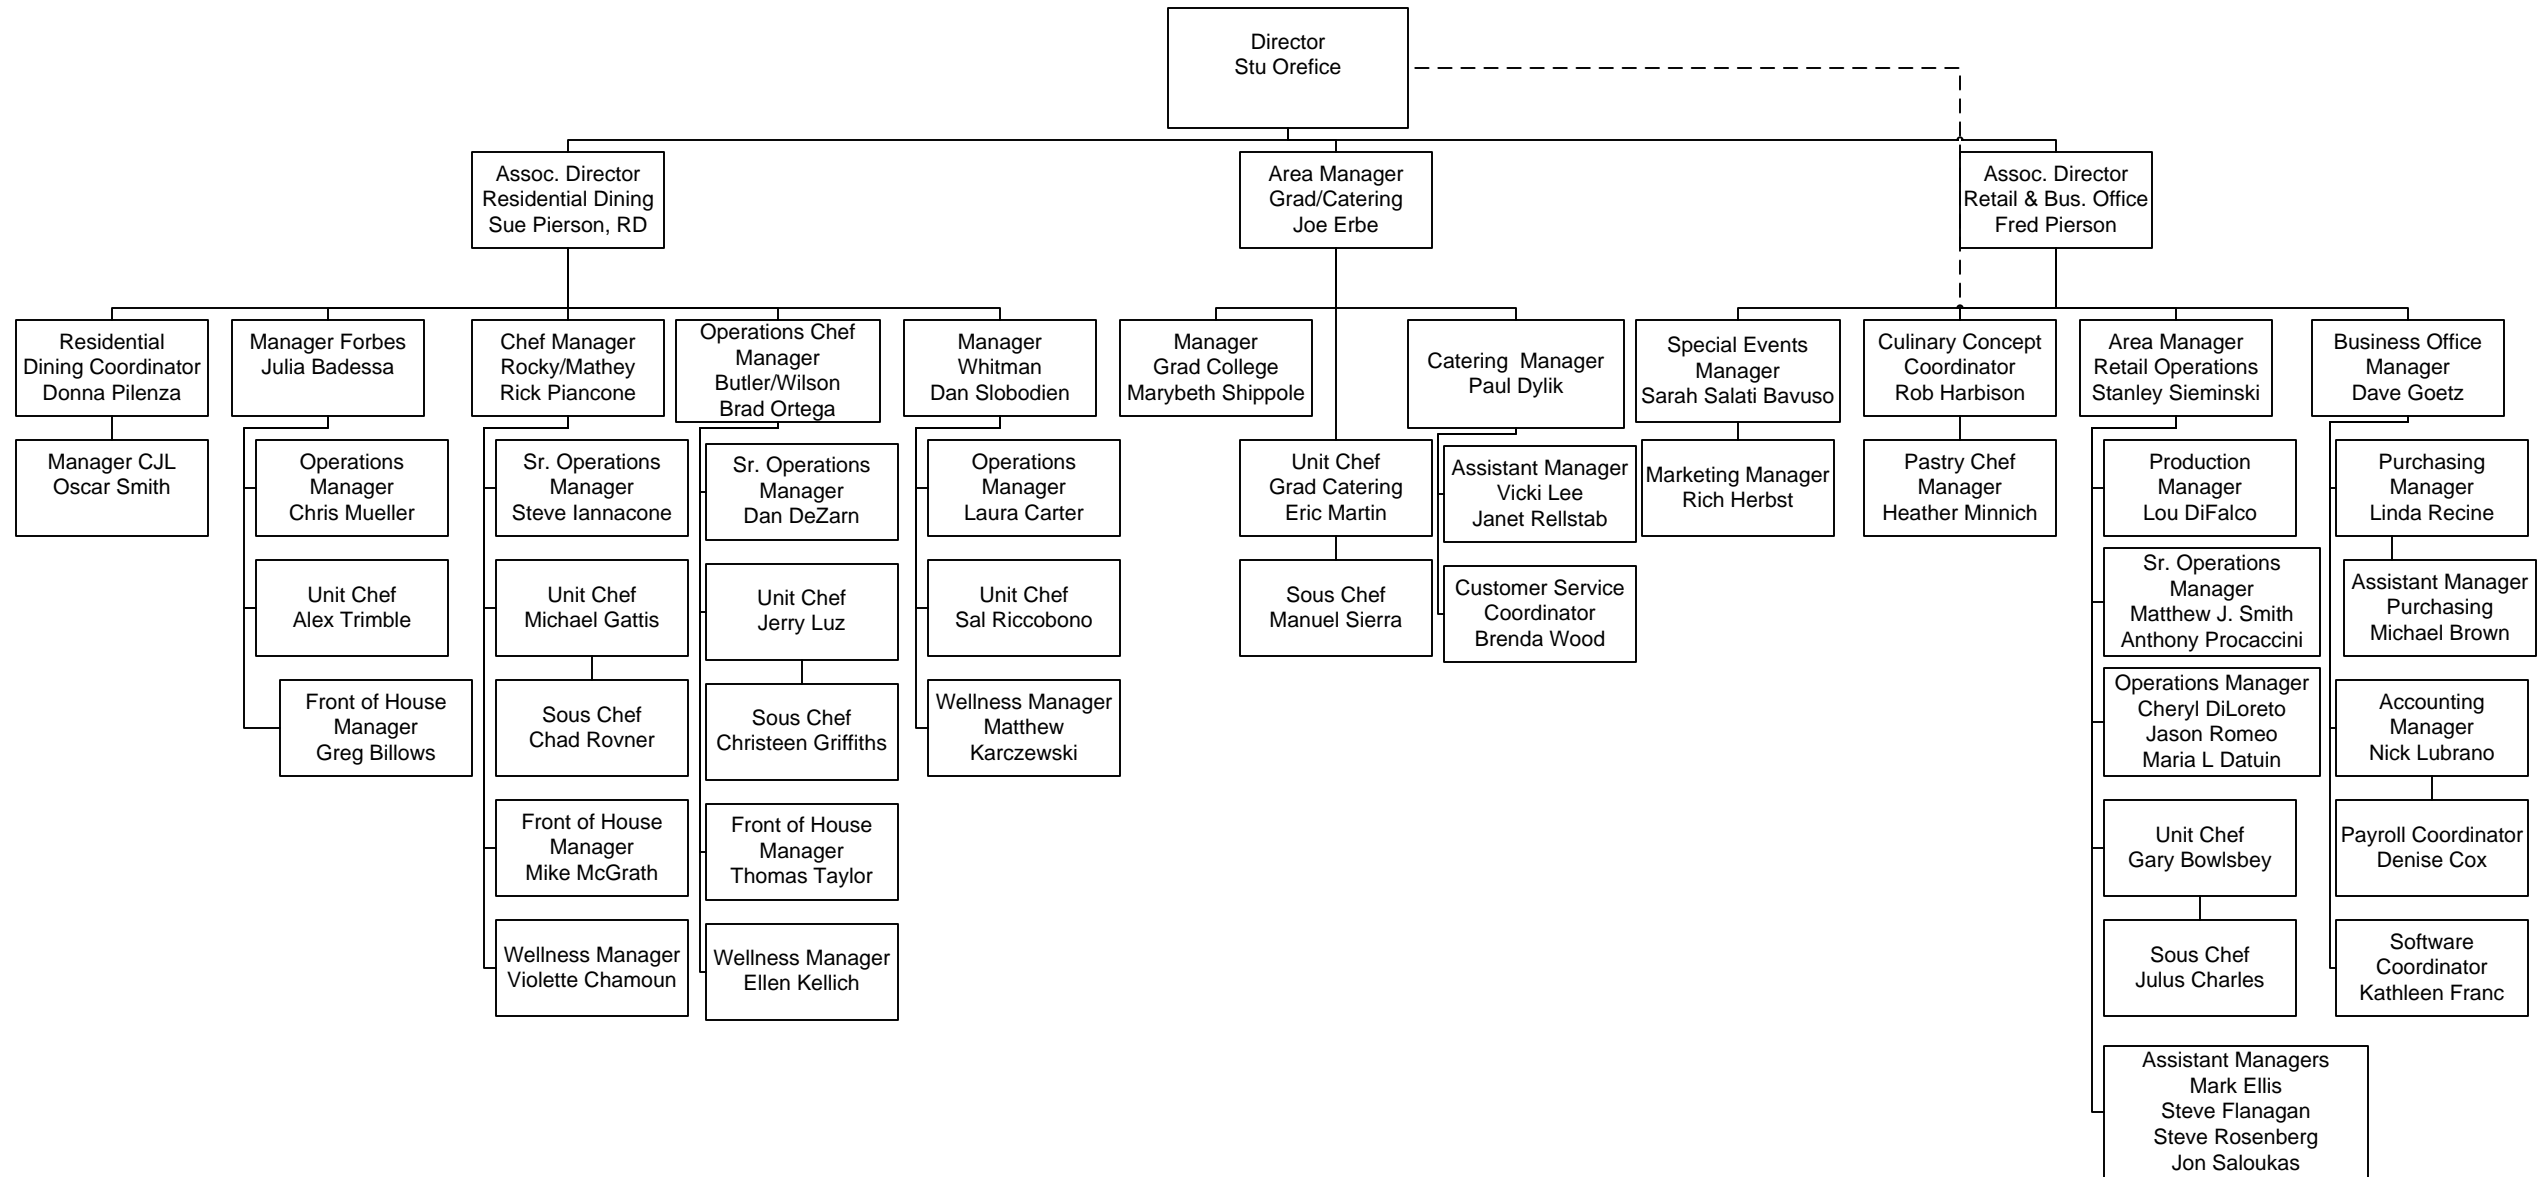 Director
Stu Orefice
Assoc. Director
Residential Dining
Sue Pierson, RD
Area Manager
Grad/Catering
Joe Erbe
Assoc. Director
Retail & Bus. Office
Fred Pierson
Residential
Dining Coordinator
Donna Pilenza
Manager Forbes
Julia Badessa
Chef Manager
Rocky/Mathey
Rick Piancone
Operations Chef
Manager
Butler/Wilson
Brad Ortega
Manager
Whitman
Dan Slobodien
Manager
Grad College
Marybeth Shippole
Catering  Manager
Paul Dylik
Special Events
Manager
Sarah Salati Bavuso
Culinary Concept
Coordinator
Rob Harbison
Area Manager
Retail Operations
Stanley Sieminski
Business Office
Manager
Dave Goetz
Manager CJL
Oscar Smith
Operations
Manager
Chris Mueller
Sr. Operations
Manager
Steve Iannacone
Sr. Operations
Manager
Dan DeZarn
Operations
Manager
Laura Carter
Unit Chef
Grad Catering
Eric Martin
Assistant Manager
Vicki Lee
Janet Rellstab
Marketing Manager
Rich Herbst
Pastry Chef
Manager
Heather Minnich
Production
Manager
Lou DiFalco
Purchasing
Manager
Linda Recine
Unit Chef
Alex Trimble
Unit Chef
Michael Gattis
Unit Chef
Jerry Luz
Unit Chef
Sal Riccobono
Sous Chef
Manuel Sierra
Customer Service
Coordinator
Brenda Wood
Sr. Operations
Manager
Matthew J. Smith
Anthony Procaccini
Assistant Manager
Purchasing
Michael Brown
Front of House
Manager
Greg Billows
Sous Chef
Chad Rovner
Sous Chef
Christeen Griffiths
Wellness Manager
Matthew
Karczewski
Operations Manager
Cheryl DiLoreto
Jason Romeo
Maria L Datuin
Accounting
Manager
Nick Lubrano
Front of House
Manager
Mike McGrath
Front of House
Manager
Thomas Taylor
Unit Chef
Gary Bowlsbey
Payroll Coordinator
Denise Cox
Wellness Manager
Violette Chamoun
Wellness Manager
Ellen Kellich
Sous Chef
Julus Charles
Software
Coordinator
Kathleen Franc
Assistant Managers
Mark Ellis
Steve Flanagan
Steve Rosenberg
Jon Saloukas